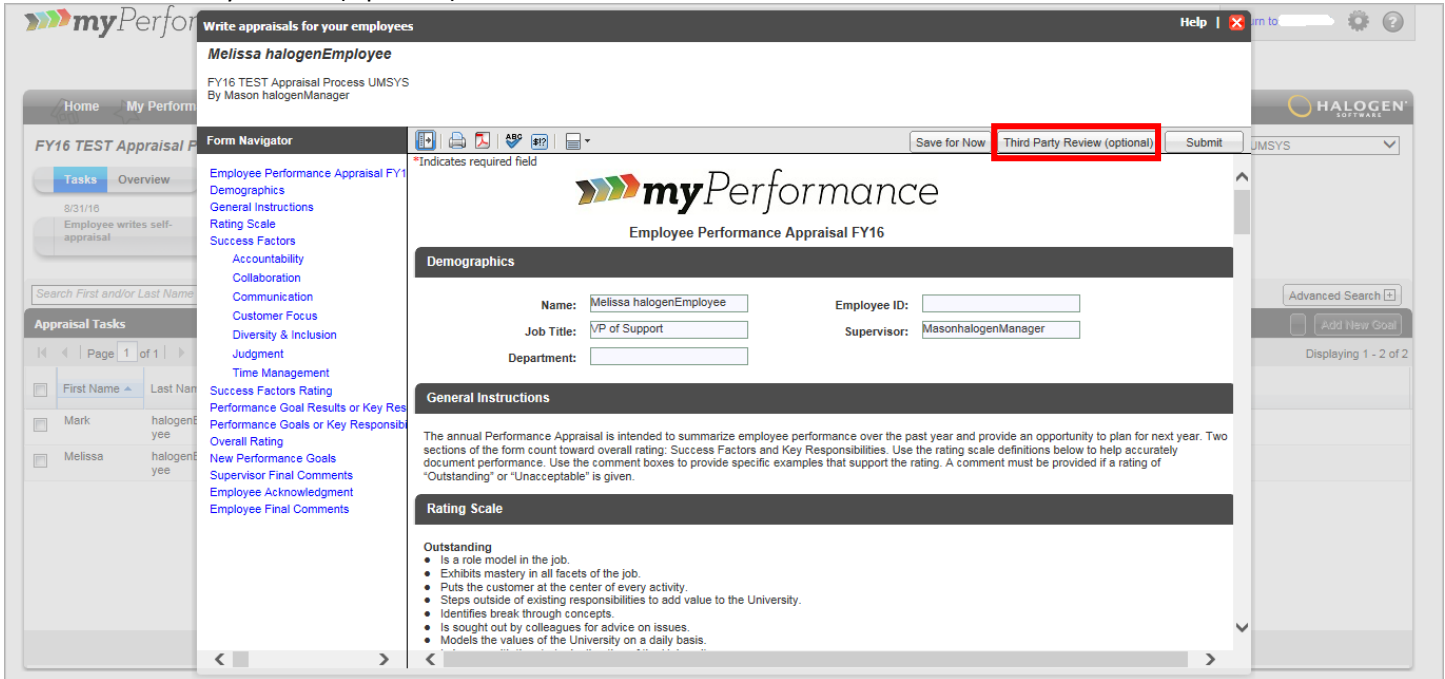 myPerfor
Write appraisals for your employees
Help |
urn to
Melissa halogenEmployee
FY16 TEST Appraisal Process UMSYS
By Mason halogenManager
Home My Perform
HALOGEN
SOFTWARE
FY16 TEST Appraisal P
UMSYS
Tasks Overview
8/31/16
Employee writes self-
appraisal
Search First and/or Last Name
Advanced Search
Appraisal Tasks
Add New Goal
Page 1 of 1
Displaying 1 - 2 of 2
First Name Last Nam
Mark halogenE
yee
Melissa halogenE
yee
Form Navigator
Employee Performance Appraisal FY1
Demographics
General Instructions
Rating Scale
Success Factors
Accountability
Collaboration
Communication
Customer Focus
Diversity & Inclusion
Judgment
Time Management
Success Factors Rating
Performance Goal Results or Key Res
Performance Goals or Key Responsibi
Overall Rating
New Performance Goals
Supervisor Final Comments
Employee Acknowledgment
Employee Final Comments
ABC
#!?
Save for Now Third Party Review (optional) Submit
*Indicates required field
myPerformance
Employee Performance Appraisal FY16
Demographics
Name: Melissa halogenEmployee Employee ID:
Job Title: VP of Support Supervisor: MasonhalogenManager
Department:
General Instructions
The annual Performance Appraisal is intended to summarize employee performance over the past year and provide an opportunity to plan for next year. Two
sections of the form count toward overall rating: Success Factors and Key Responsibilities. Use the rating scale definitions below to help accurately
document performance. Use the comment boxes to provide specific examples that support the rating. A comment must be provided if a rating of
“Outstanding” or “Unacceptable” is given.
Rating Scale
Outstanding
● Is a role model in the job.
● Exhibits mastery in all facets of the job.
● Puts the customer at the center of every activity.
● Steps outside of existing responsibilities to add value to the University.
● Identifies break through concepts.
● Is sought out by colleagues for advice on issues.
● Models the values of the University on a daily basis.